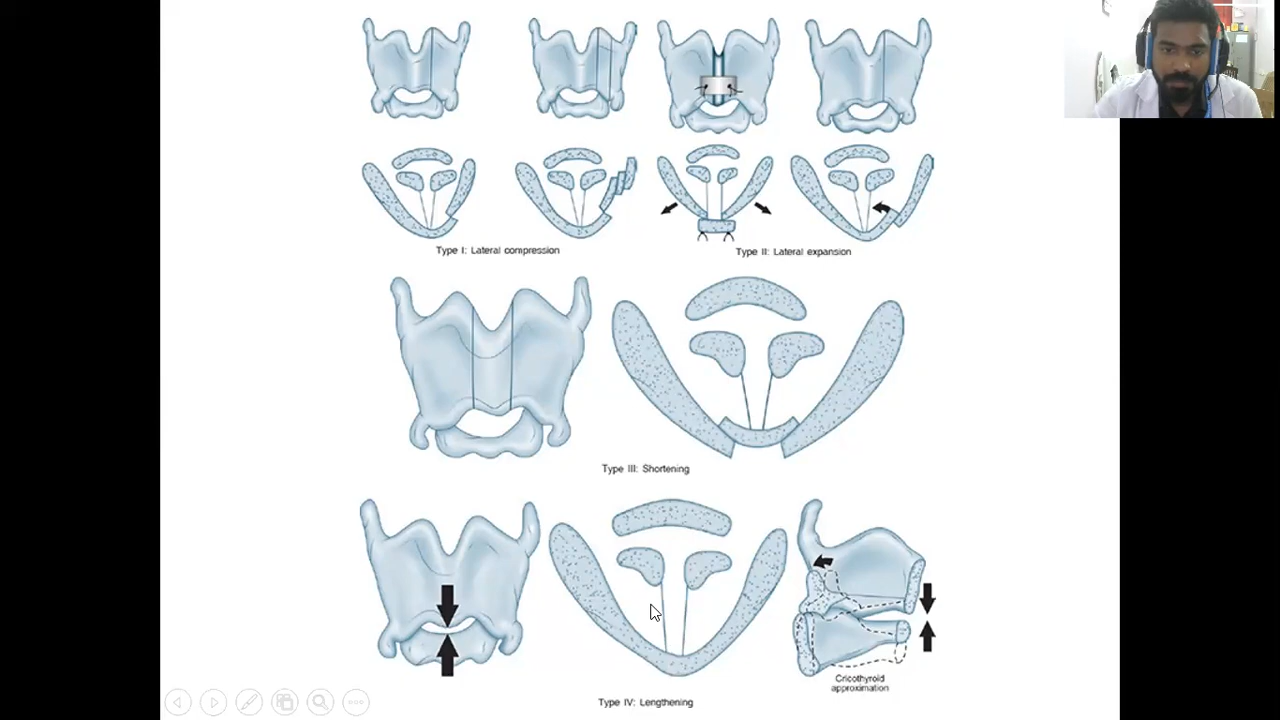 Type I: Lateral compression
Type II: Lateral expansion
Type III: Shortening
Cricothyroid
approximation
Type IV: Lengthening